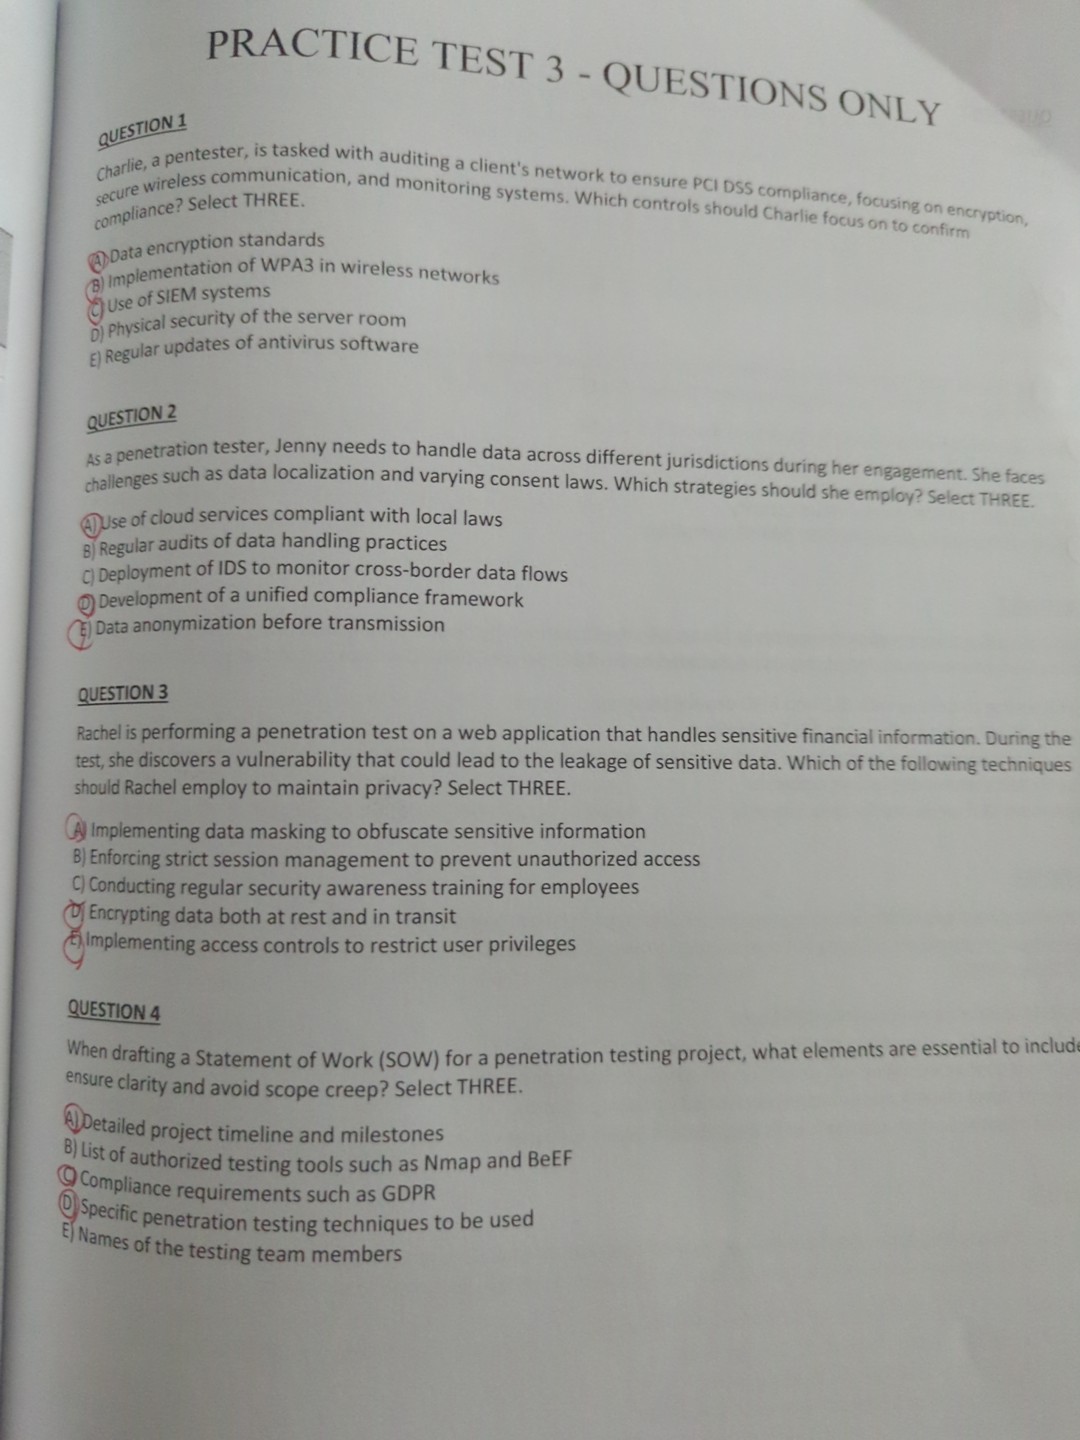 PRACTICE TEST 3 - QUESTIONS ONLY
QUESTION 1
Charlie, a pentester, is tasked with auditing a client's network to ensure PCI DSS compliance, focusing on encryption,
secure wireless communication, and monitoring systems. Which controls should Charlie focus on to confirm
compliance? Select THREE.
A) Data encryption standards
B) Implementation of WPA3 in wireless networks
C) Use of SIEM systems
D) Physical security of the server room
E) Regular updates of antivirus software
QUESTION 2
As a penetration tester, Jenny needs to handle data across different jurisdictions during her engagement. She faces
challenges such as data localization and varying consent laws. Which strategies should she employ? Select THREE.
A) Use of cloud services compliant with local laws
B) Regular audits of data handling practices
C) Deployment of IDS to monitor cross-border data flows
D) Development of a unified compliance framework
E) Data anonymization before transmission
QUESTION 3
Rachel is performing a penetration test on a web application that handles sensitive financial information. During the
test, she discovers a vulnerability that could lead to the leakage of sensitive data. Which of the following techniques
should Rachel employ to maintain privacy? Select THREE.
A) Implementing data masking to obfuscate sensitive information
B) Enforcing strict session management to prevent unauthorized access
C) Conducting regular security awareness training for employees
D) Encrypting data both at rest and in transit
E) Implementing access controls to restrict user privileges
QUESTION 4
When drafting a Statement of Work (SOW) for a penetration testing project, what elements are essential to include
ensure clarity and avoid scope creep? Select THREE.
A) Detailed project timeline and milestones
B) List of authorized testing tools such as Nmap and BeEF
C) Compliance requirements such as GDPR
D) Specific penetration testing techniques to be used
E) Names of the testing team members